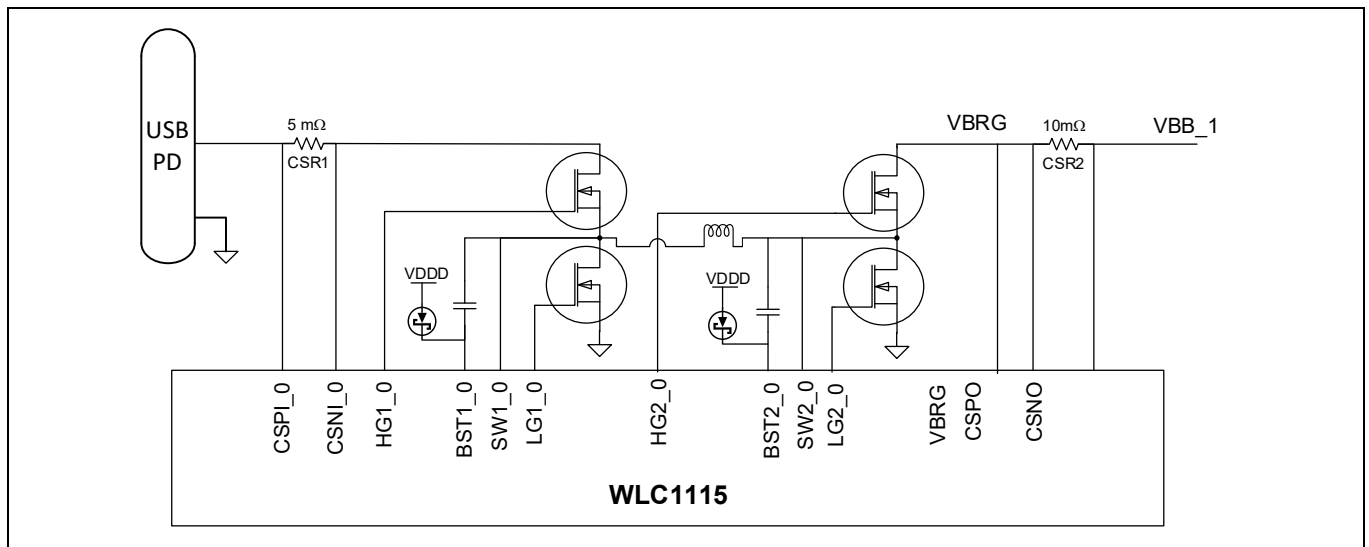 USB
PD
5 mΩ
CSR1
VBRG
10mΩ
CSR2
VBB_1
VDDD
VDDD
CSPI_0
CSNI_0
HG1_0
BST1_0
SW1_0
LG1_0
HG2_0
BST2_0
SW2_0
LG2_0
VBRG
CSPO
CSNO
WLC1115